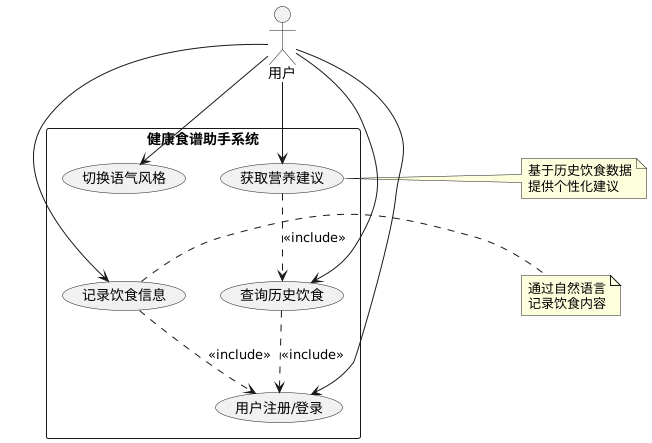 用户
健康食谱助手系统
切换语气风格
获取营养建议
基于历史饮食数据
提供个性化建议
«include»
记录饮食信息
查询历史饮食
通过自然语言
记录饮食内容
«include»
«include»
用户注册/登录